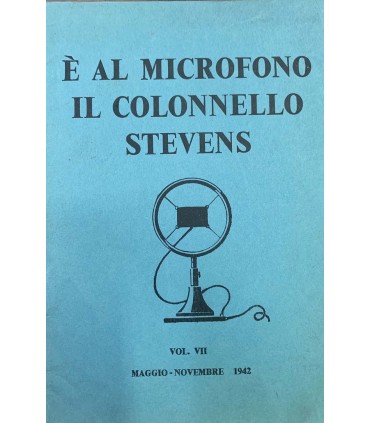 È AL MICROFONO
IL COLONNELLO
STEVENS
VOL. VII
MAGGIO-NOVEMBRE 1942